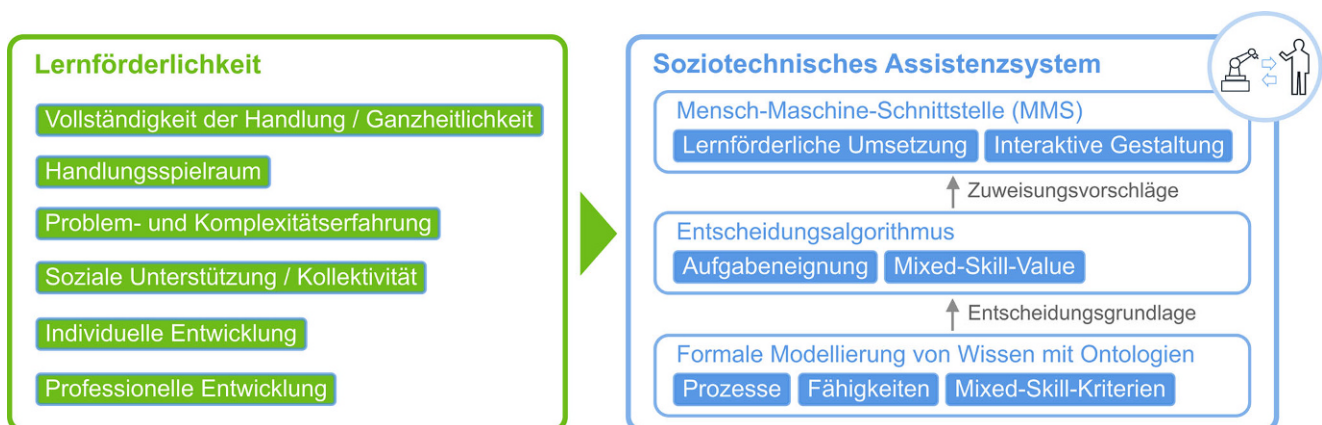 Lernförderlichkeit
Vollständigkeit der Handlung / Ganzheitlichkeit
Handlungsspielraum
Problem- und Komplexitätserfahrung
Soziale Unterstützung / Kollektivität
Individuelle Entwicklung
Professionelle Entwicklung
Soziotechnisches Assistenzsystem
Mensch-Maschine-Schnittstelle (MMS)
Lernförderliche Umsetzung Interaktive Gestaltung
Zuweisungsvorschläge
Entscheidungsalgorithmus
Aufgabeneignung Mixed-Skill-Value
Entscheidungsgrundlage
Formale Modellierung von Wissen mit Ontologien
Prozesse Fähigkeiten Mixed-Skill-Kriterien